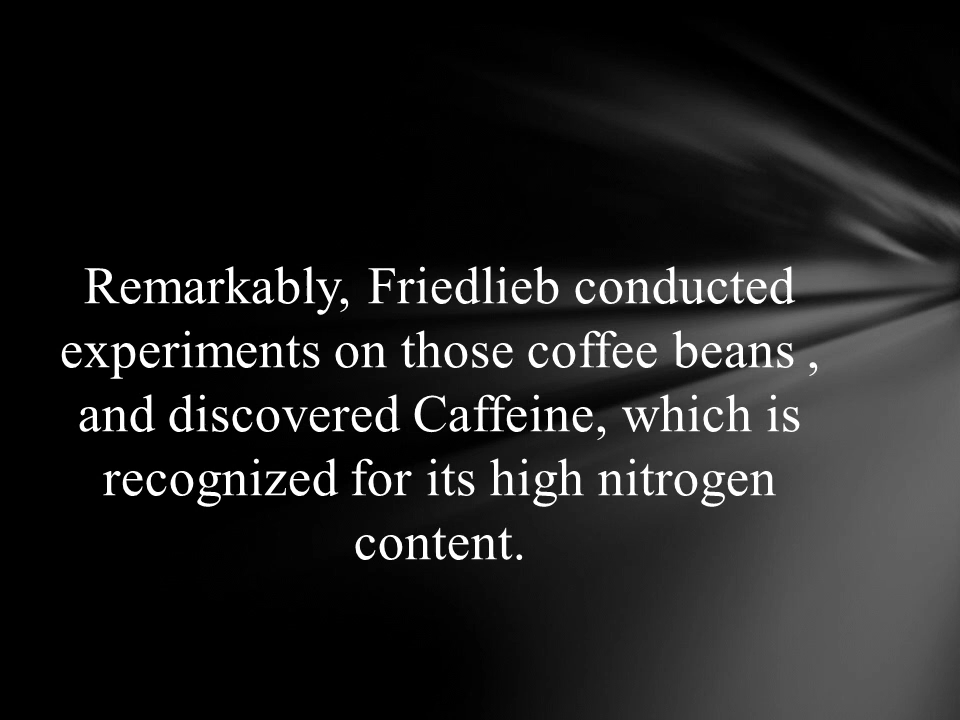 Remarkably, Friedlieb conducted
experiments on those coffee beans ,
and discovered Caffeine, which is
recognized for its high nitrogen
content.